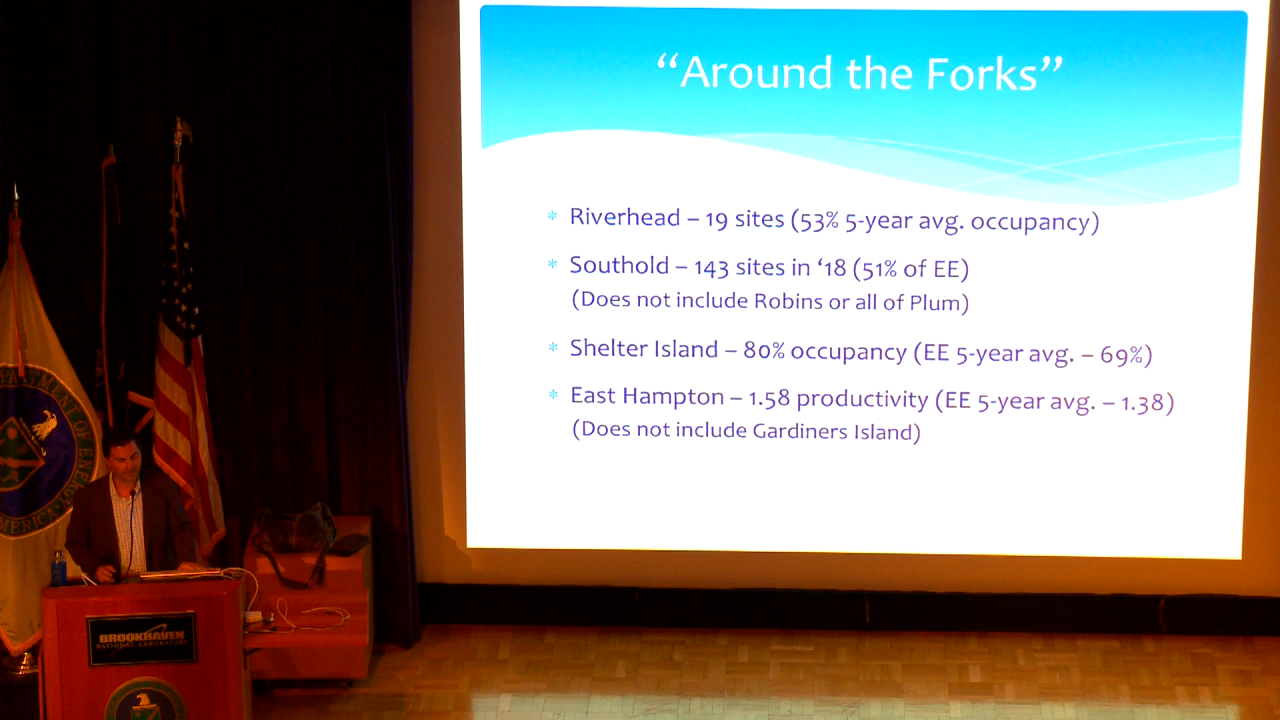 “Around the Forks”
* Riverhead – 19 sites (53% 5-year avg. occupancy)
* Southold – 143 sites in ‘18 (51% of EE)
(Does not include Robins or all of Plum)
* Shelter Island – 80% occupancy (EE 5-year avg. – 69%)
* East Hampton – 1.58 productivity (EE 5-year avg. – 1.38)
(Does not include Gardiners Island)
BROOKHAVEN
NATIONAL LABORATORY